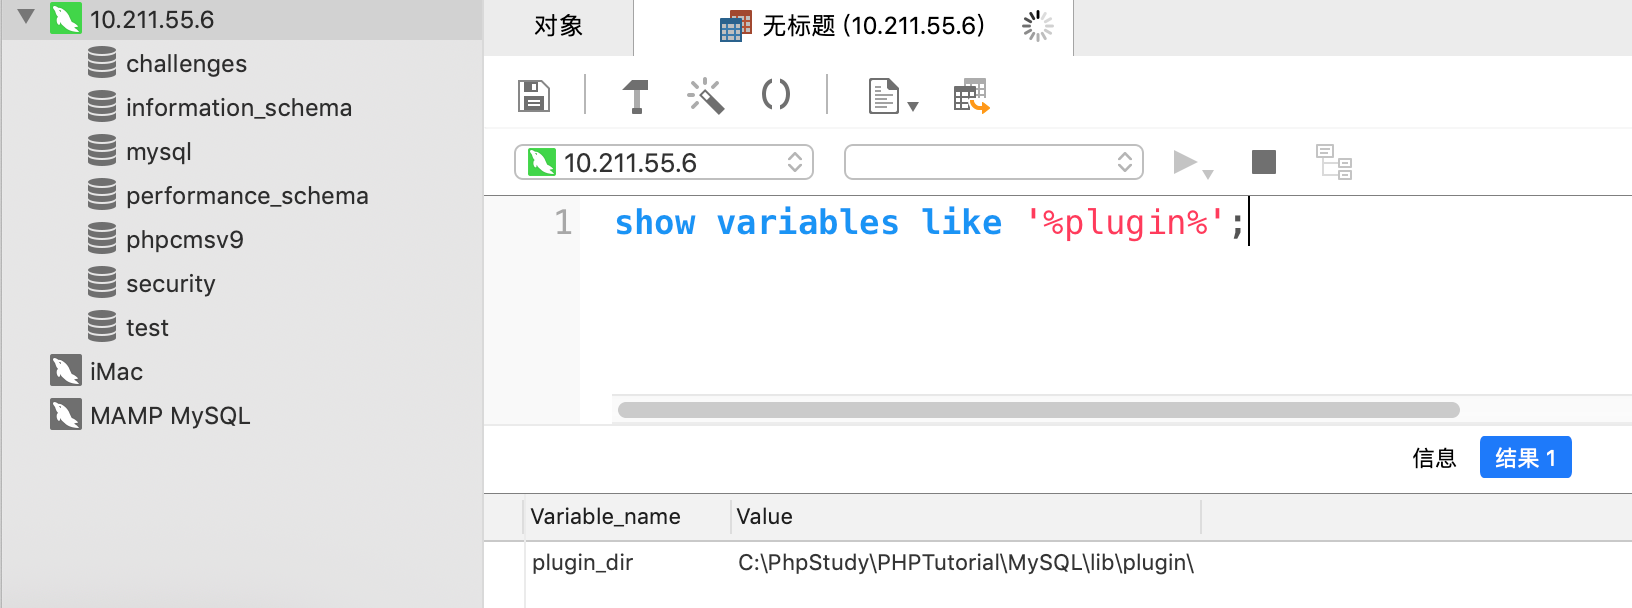 10.211.55.6
challenges
information_schema
mysql
performance_schema
phpcmsv9
security
test
iMac
MAMP MySQL
对象
无标题 (10.211.55.6)
10.211.55.6
1 show variables like '%plugin%';
信息 结果 1
Variable_name Value
plugin_dir C:\PhpStudy\PHPTutorial\MySQL\lib\plugin\